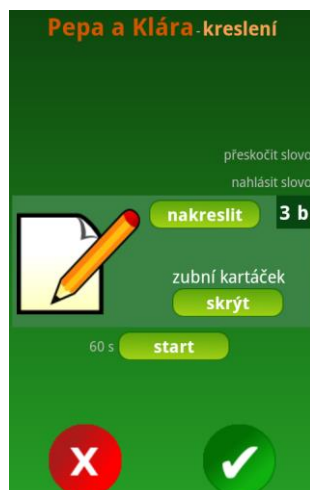 Pepa a Klára - kreslení
přeskočit slovo
nahlásit slovo
nakreslit 3 b
zubní kartáček
skrýt
60 s start